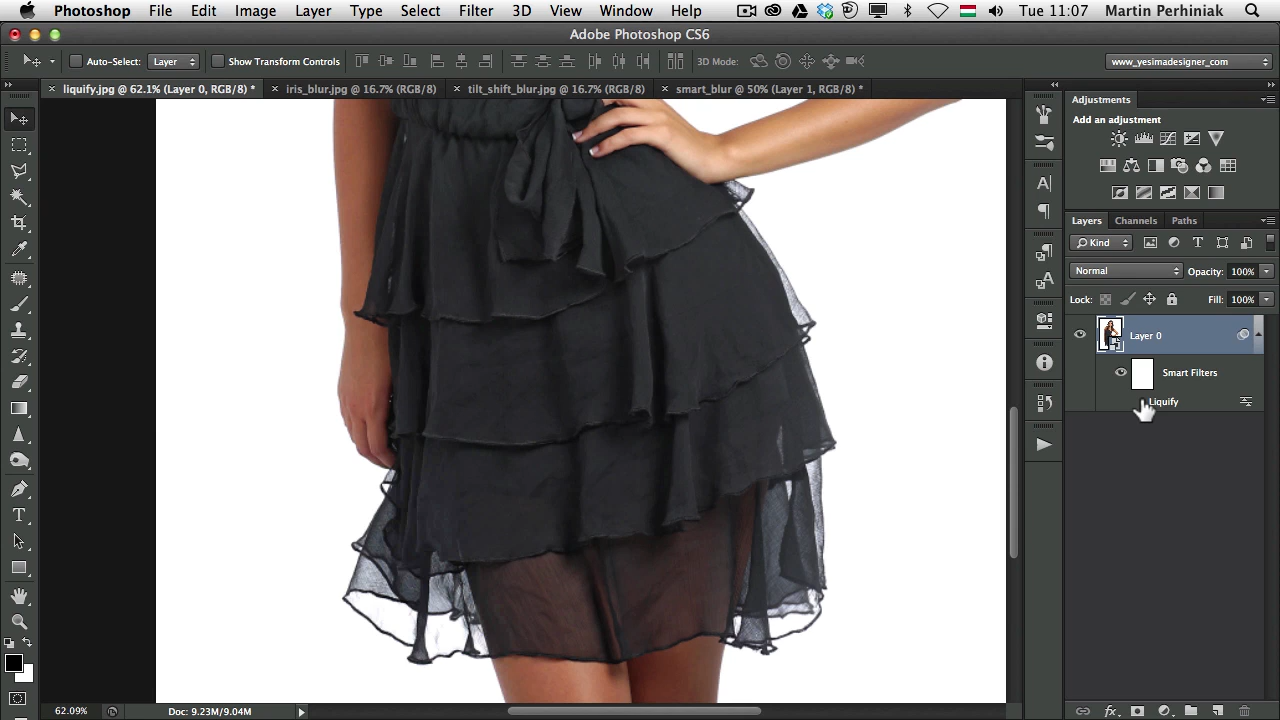 Photoshop File Edit Image Layer Type Select Filter 3D View Window Help Tue 11:07 Martin Perhiniak
Adobe Photoshop CS6
Auto-Select: Layer Show Transform Controls 3D Mode: www_yesimadesigner_com
liquify.jpg @ 62.1% (Layer 0, RGB/8) * iris_blur.jpg @ 16.7% (RGB/8) tilt_shift_blur.jpg @ 16.7% (RGB/8) smart_blur @ 50% (Layer 1, RGB/8) *
Adjustments
Add an adjustment
Layers Channels Paths
Kind
Normal Opacity: 100%
Lock: Fill: 100%
Layer 0
Smart Filters
Liquify
62.09% Doc: 9.23M/9.04M